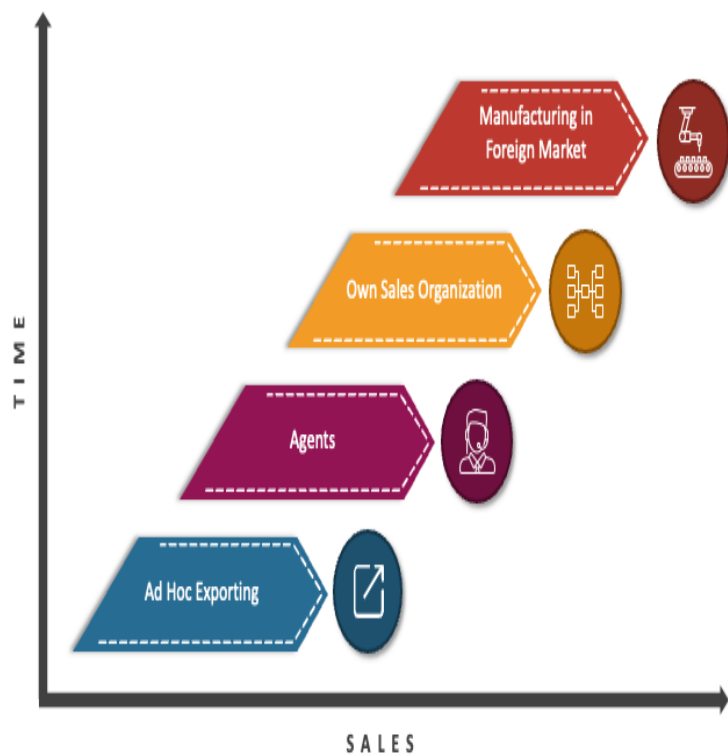 Manufacturing in
Foreign Market
Own Sales Organization
TIME
Agents
Ad Hoc Exporting
SALES